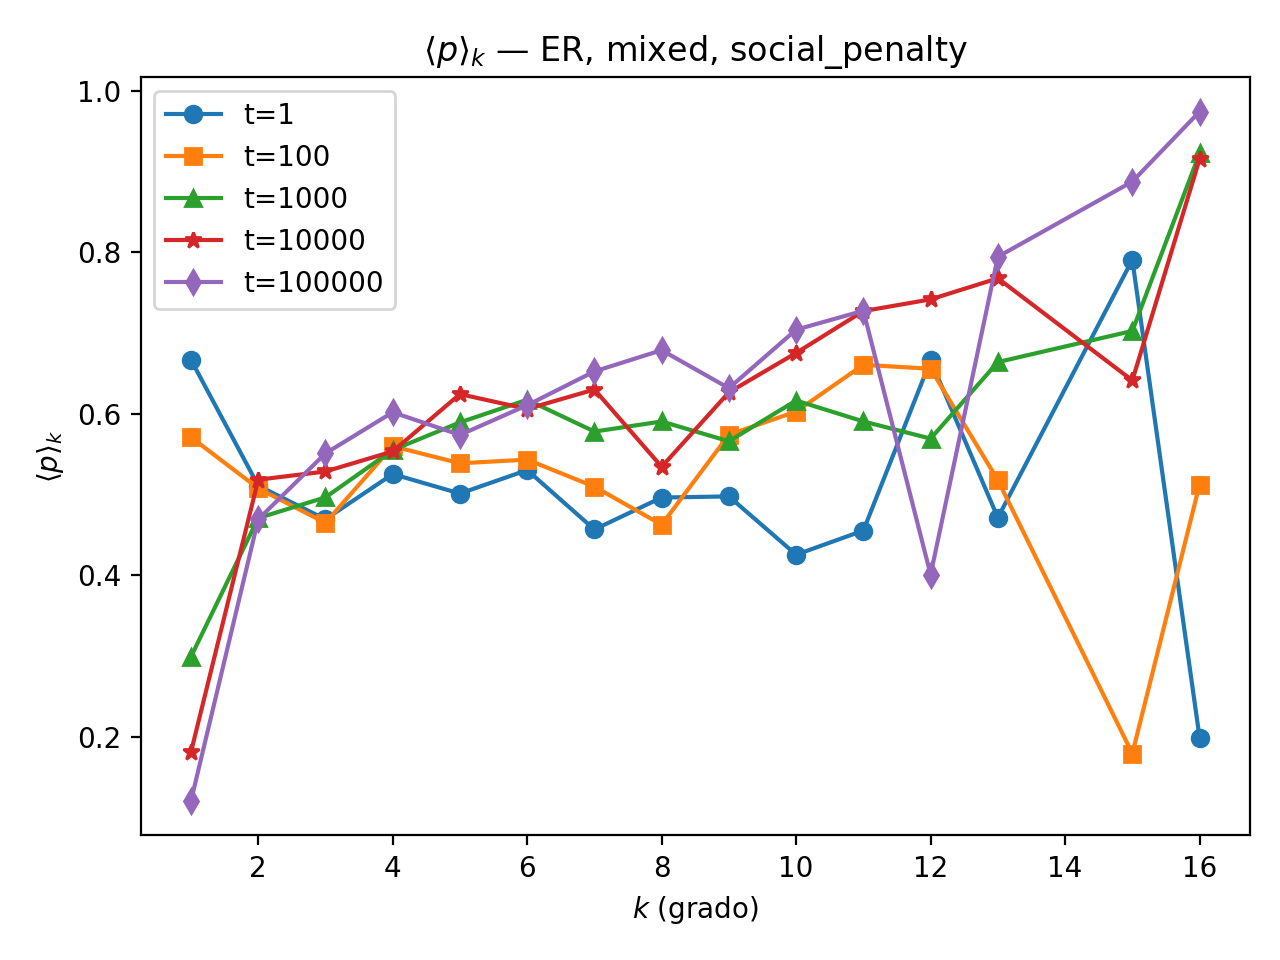 ⟨p⟩k — ER, mixed, social_penalty
t=1
t=100
t=1000
t=10000
t=100000
1.0
0.8
0.6
0.4
0.2
⟨p⟩k
2 4 6 8 10 12 14 16
k (grado)